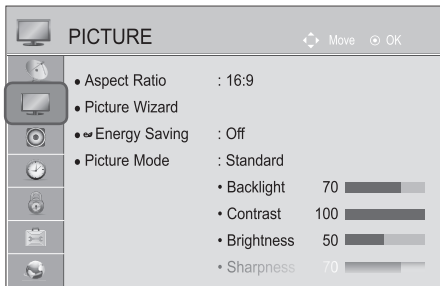 PICTURE Move OK
• Aspect Ratio : 16:9
• Picture Wizard
• Energy Saving : Off
• Picture Mode : Standard
• Backlight 70
• Contrast 100
• Brightness 50
• Sharpness 70